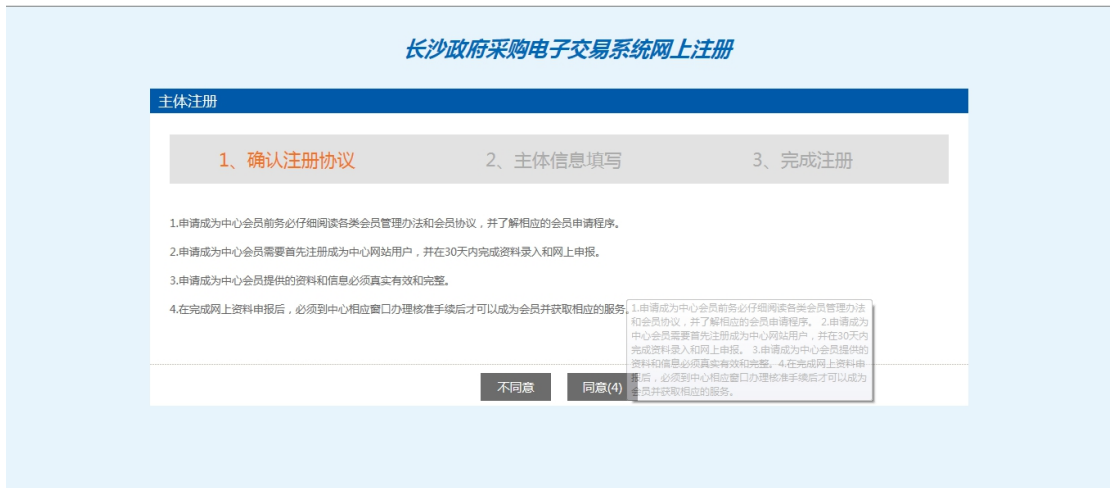 长沙政府采购电子交易系统网上注册
主体注册
1、确认注册协议
2、主体信息填写
3、完成注册
1.申请成为中心会员前务必仔细阅读各类会员管理办法和会员协议，并了解相应的会员申请程序。
2.申请成为中心会员需要首先注册成为中心网站用户，并在30天内完成资料录入和网上申报。
3.申请成为中心会员提供的资料和信息必须真实有效和完整。
4.在完成网上资料申报后，必须到中心相应窗口办理核准手续后才可以成为会员并获取相应的服务。
1.申请成为中心会员前务必仔细阅读各类会员管理办法
和会员协议，并了解相应的会员申请程序。 2.申请成为
中心会员需要首先注册成为中心网站用户，并在30天内
完成资料录入和网上申报。 3.申请成为中心会员提供的
资料和信息必须真实有效和完整。4.在完成网上资料申
报后，必须到中心相应窗口办理核准手续后才可以成为
会员并获取相应的服务。
不同意
同意(4)